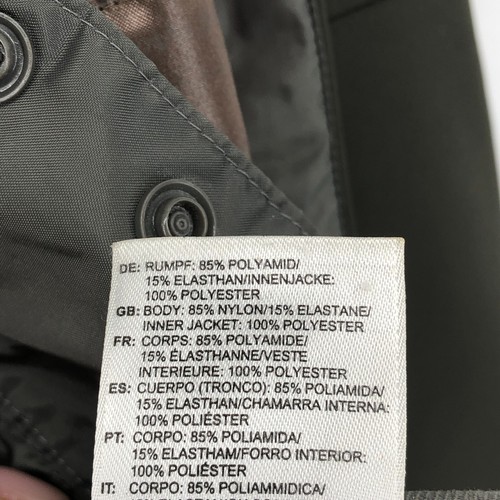 DE: RUMPF: 85% POLYAMID/
15% ELASTHAN/INNENJACKE:
100% POLYESTER
GB: BODY: 85% NYLON/15% ELASTANE/
INNER JACKET: 100% POLYESTER
FR: CORPS: 85% POLYAMIDE/
15% ÉLASTHANNE/VESTE
INTERIEURE: 100% POLYESTER
ES: CUERPO (TRONCO): 85% POLIAMIDA/
15% ELASTHAN/CHAMARRA INTERNA:
100% POLIÉSTER
PT: CORPO: 85% POLIAMIDA/
15% ELASTHAM/FORRO INTERIOR:
100% POLIÉSTER
IT: CORPO: 85% POLIAMMIDICA/